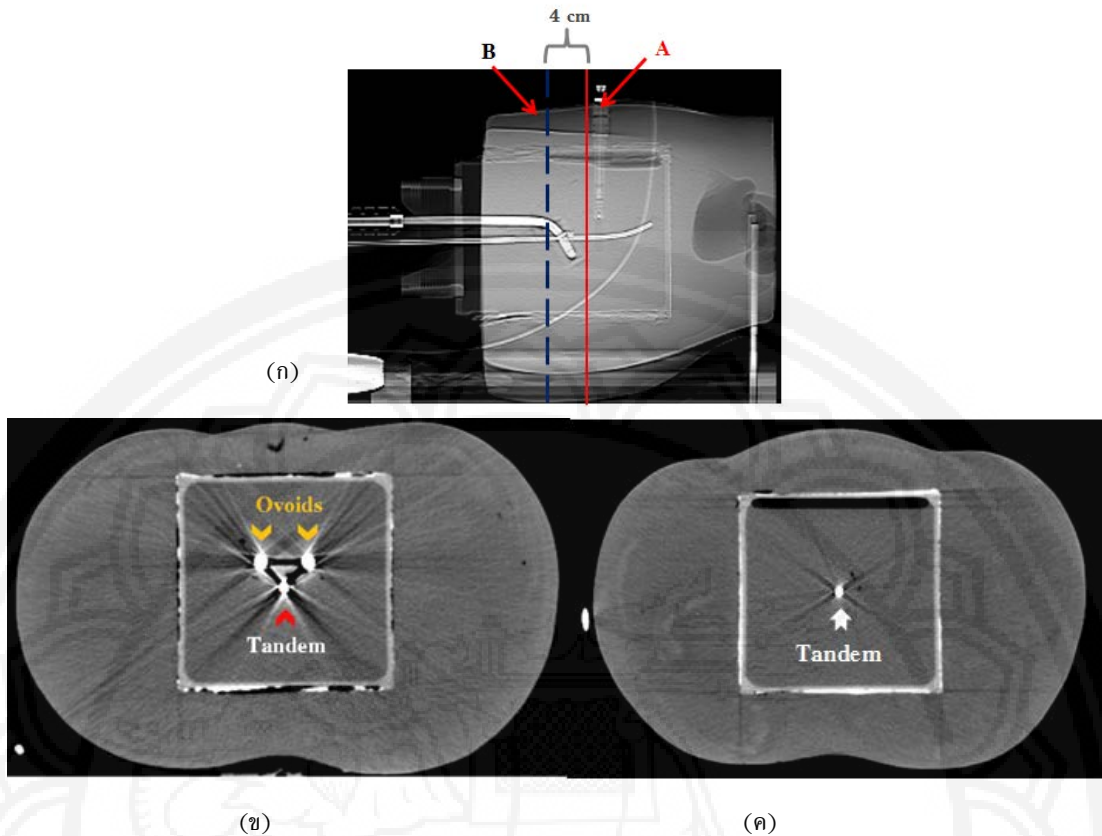 4 cm
B A
(ก)
Ovoids
Tandem
Tandem
(ข) (ค)